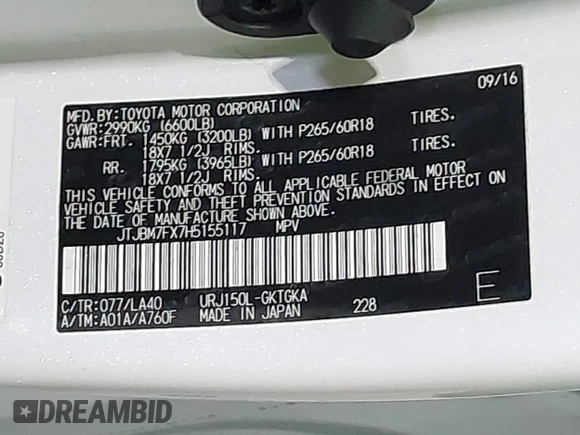 09/16
MFD.BY:TOYOTA MOTOR CORPORATION
GVWR:2990KG (6600LB)
GAWR:FRT. 1450KG (3200LB) WITH P265/60R18 TIRES.
18X7 1/2J RIMS.
RR. 1795KG (3965LB) WITH P265/60R18 TIRES.
18X7 1/2J RIMS.
THIS VEHICLE CONFORMS TO ALL APPLICABLE FEDERAL MOTOR
VEHICLE SAFETY AND THEFT PREVENTION STANDARDS IN EFFECT ON
THE DATE OF MANUFACTURE SHOWN ABOVE.
JTJBM7FX7H5155117 MPV
C/TR:077/LA40 URJ150L-GKTGKA
A/TM:A01A/A760F MADE IN JAPAN 228
E
DREAMBID